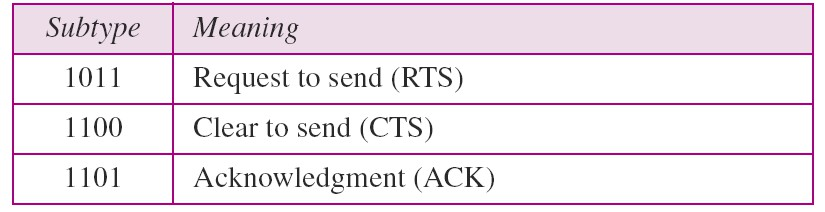 Subtype Meaning
1011 Request to send (RTS)
1100 Clear to send (CTS)
1101 Acknowledgment (ACK)